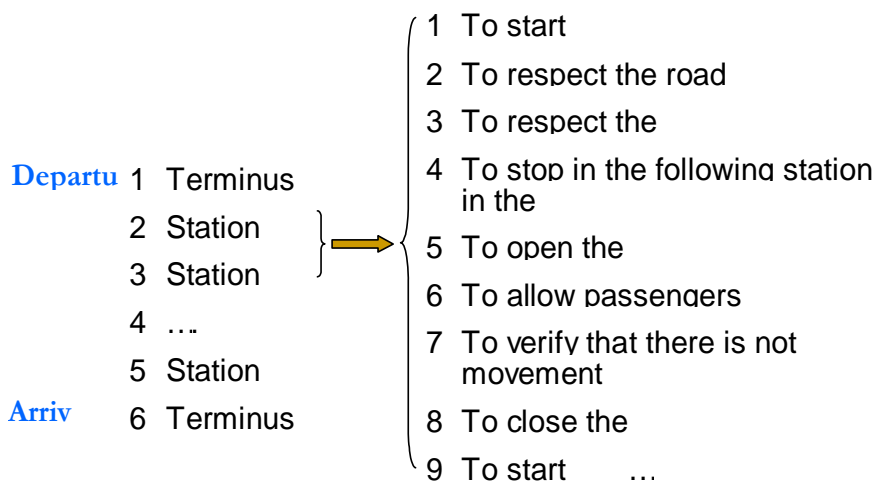 Departu 1 Terminus
2 Station
3 Station
4 ….
5 Station
Arriv 6 Terminus
1 To start
2 To respect the road
3 To respect the
4 To stop in the following station
in the
5 To open the
6 To allow passengers
7 To verify that there is not
movement
8 To close the
9 To start …